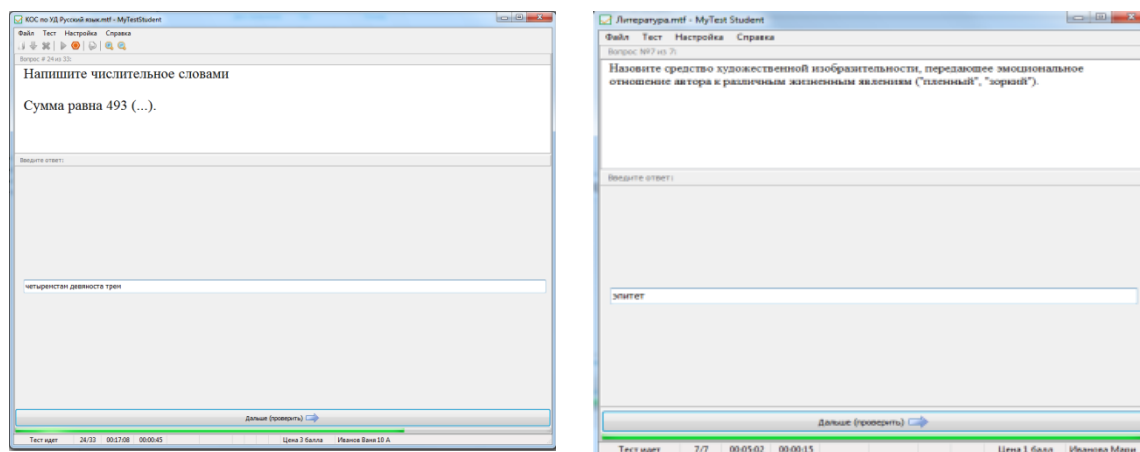 КОС по УД Русский язык.mtf - MyTestStudent
Файл Тест Настройка Справка
Вопрос # 24 из 33:
Напишите числительное словами
Сумма равна 493 (...).
Введите ответ:
четыремстам девяноста трем
Дальше (проверить)
Тест идет 24/33 00:17:08 00:00:45 Цена 3 балла Иванов Ваня 10 А
Литература.mtf - MyTest Student
Файл Тест Настройка Справка
Вопрос №7 из 7:
Назовите средство художественной изобразительности, передающее эмоциональное
отношение автора к различным жизненным явлениям ("пленный", "зоркий").
Введите ответ:
эпитет
Дальше (проверить)
Тест идет 7/7 00:05:02 00:00:15 Цена 1 балл Иванова Мари